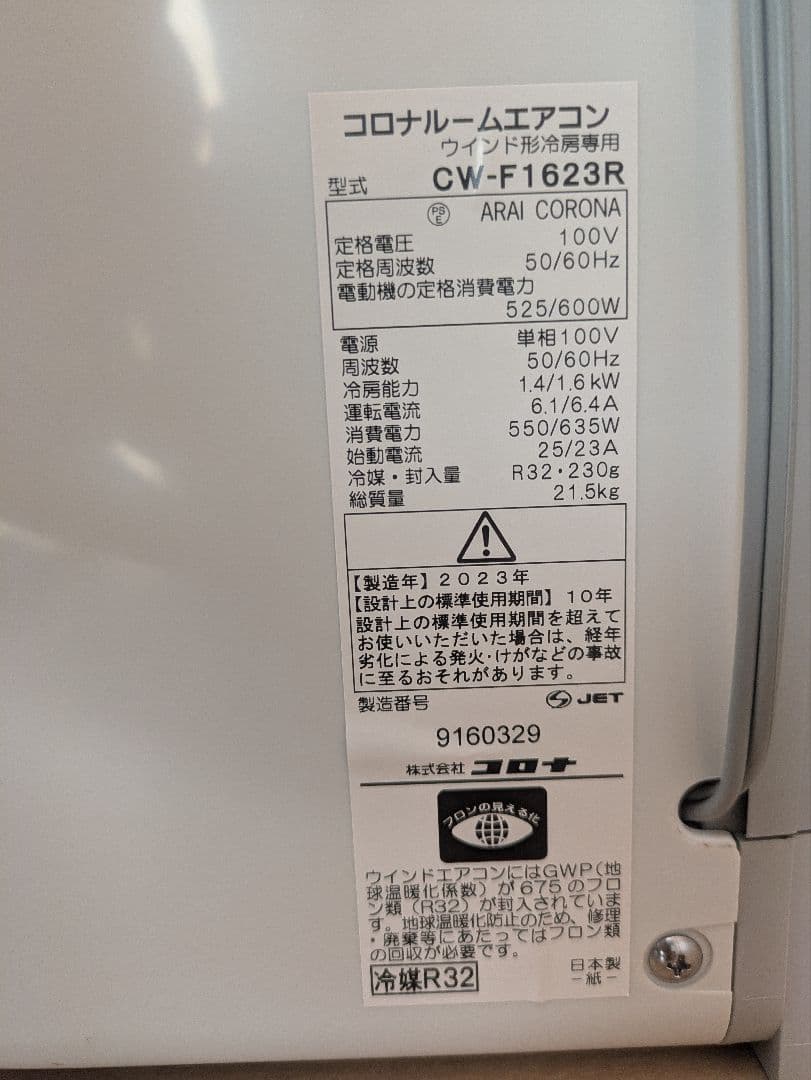 コロナルームエアコン
ウインド形冷房専用
型式 CW-F1623R
PS E ARAI CORONA
定格電圧 100V
定格周波数 50/60Hz
電動機の定格消費電力
525/600W
電源 単相100V
周波数 50/60Hz
冷房能力 1.4/1.6kW
運転電流 6.1/6.4A
消費電力 550/635W
始動電流 25/23A
冷媒・封入量 R32・230g
総質量 21.5kg
【製造年】2023年
【設計上の標準使用期間】10年
設計上の標準使用期間を超えて
お使いいただいた場合は、経年
劣化による発火・けがなどの事故
に至るおそれがあります。
製造番号 JET
9160329
株式会社 コロナ
フロンの見える化
ウインドエアコンにはGWP(地
球温暖化係数)が675のフロ
ン類(R32)が封入されていま
す。地球温暖化防止のため、修理
・廃棄等にあたってはフロン類
の回収が必要です。
冷媒R32 日本製
-紙-